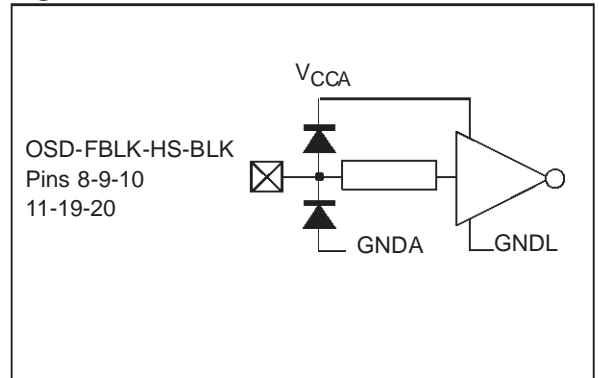 VCCA
OSD-FBLK-HS-BLK
Pins 8-9-10
11-19-20
GNDA
GNDL